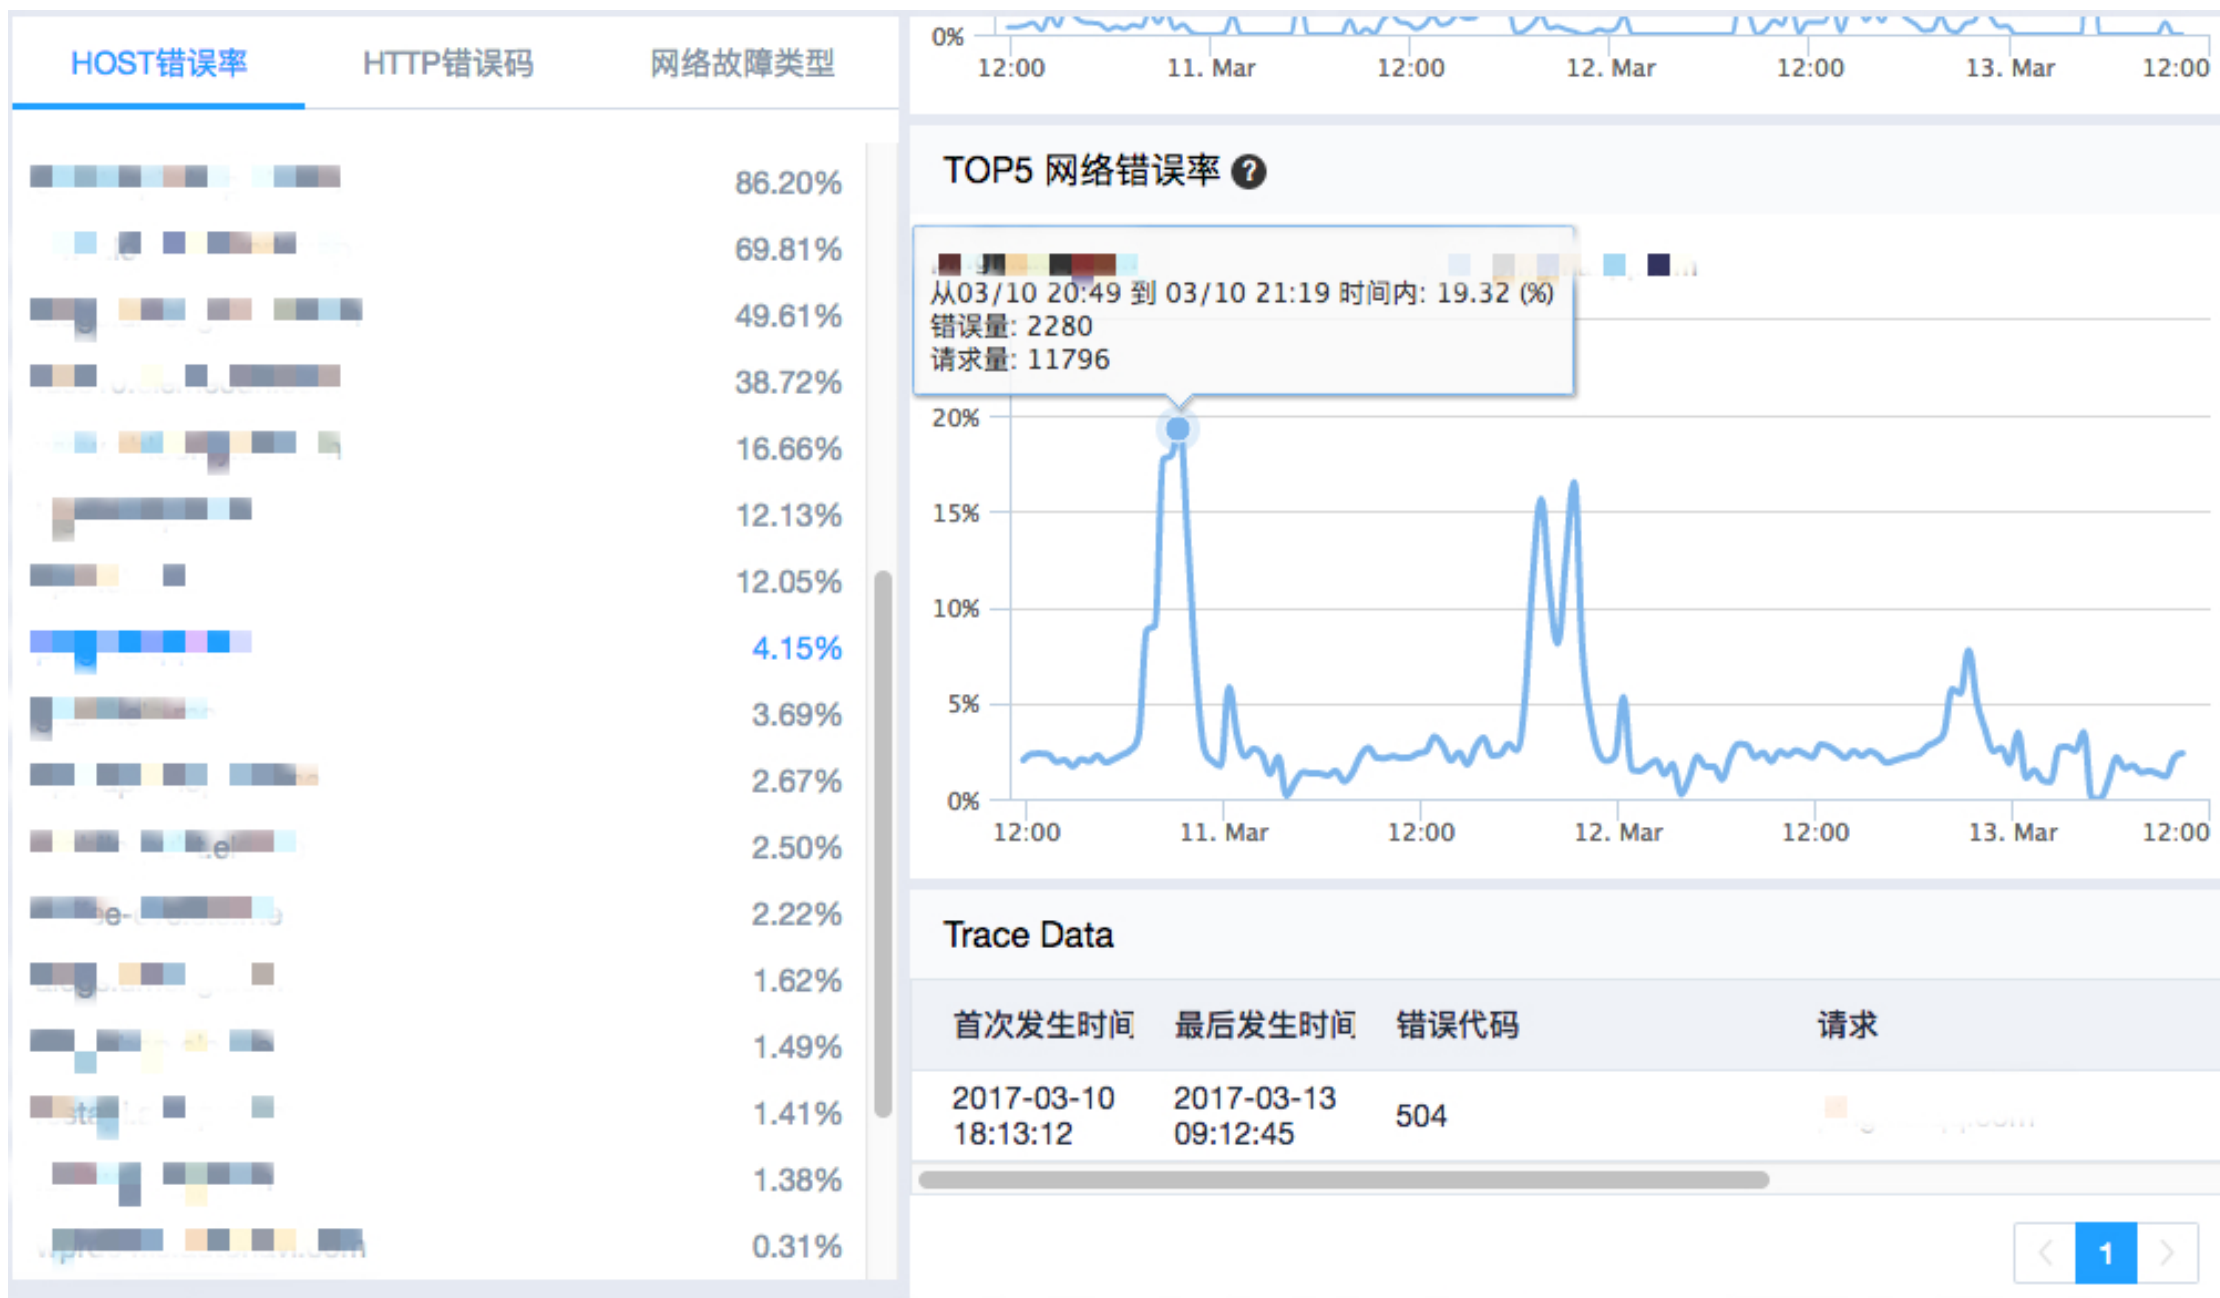 HOST错误率
HTTP错误码
网络故障类型
86.20%
69.81%
49.61%
38.72%
16.66%
12.13%
12.05%
4.15%
3.69%
2.67%
2.50%
2.22%
1.62%
1.49%
1.41%
1.38%
0.31%
0%
12:00 11. Mar 12:00 12. Mar 12:00 13. Mar 12:00
TOP5 网络错误率 ?
从03/10 20:49 到 03/10 21:19 时间内: 19.32 (%)
错误量: 2280
请求量: 11796
20%
15%
10%
5%
0%
12:00 11. Mar 12:00 12. Mar 12:00 13. Mar 12:00
Trace Data
首次发生时间 最后发生时间 错误代码 请求
2017-03-10 18:13:12
2017-03-13 09:12:45
504
1